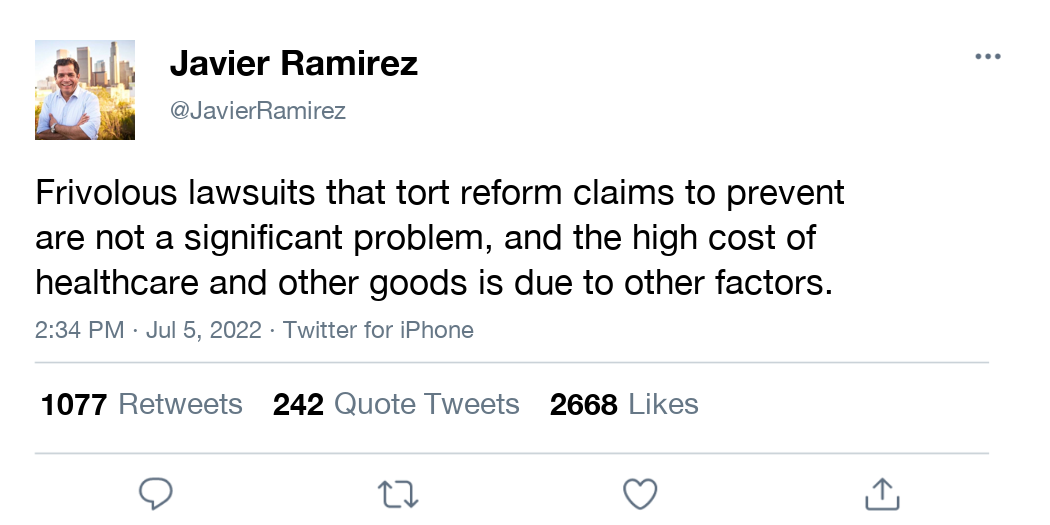 Javier Ramirez
@JavierRamirez
Frivolous lawsuits that tort reform claims to prevent
are not a significant problem, and the high cost of
healthcare and other goods is due to other factors.
2:34 PM · Jul 5, 2022 · Twitter for iPhone
1077 Retweets 242 Quote Tweets 2668 Likes